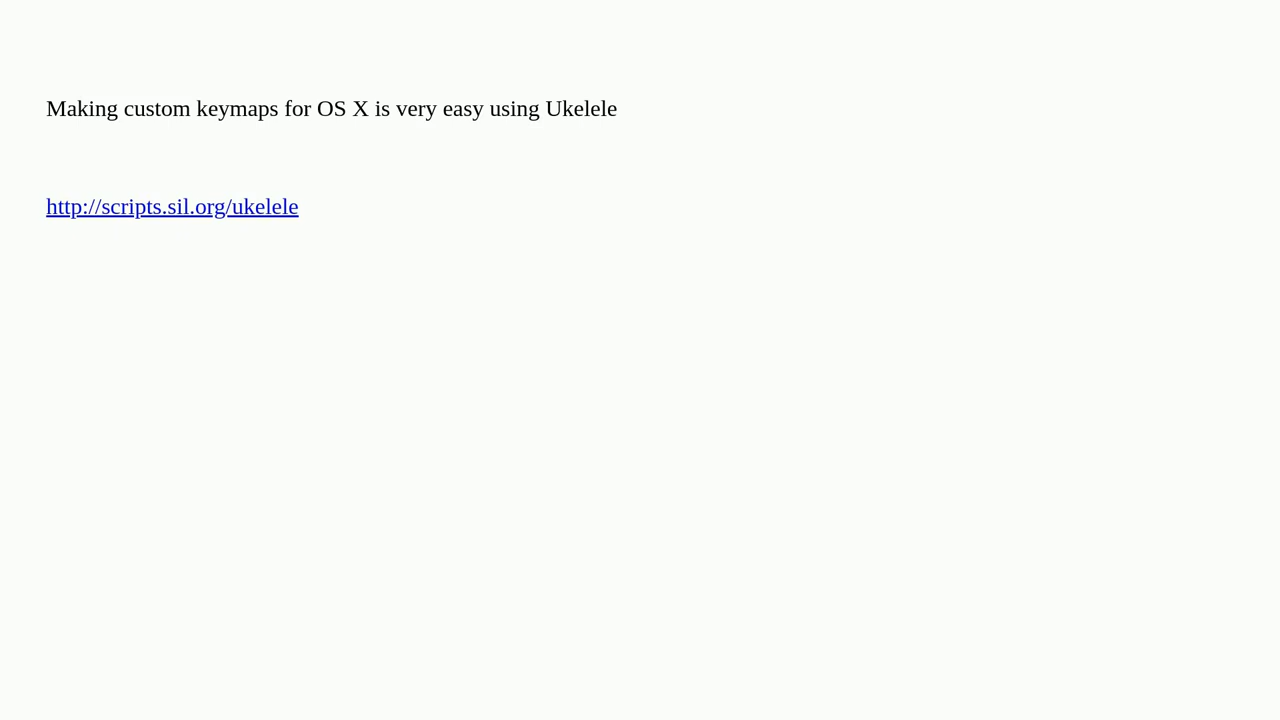 Making custom keymaps for OS X is very easy using Ukelele
http://scripts.sil.org/ukelele